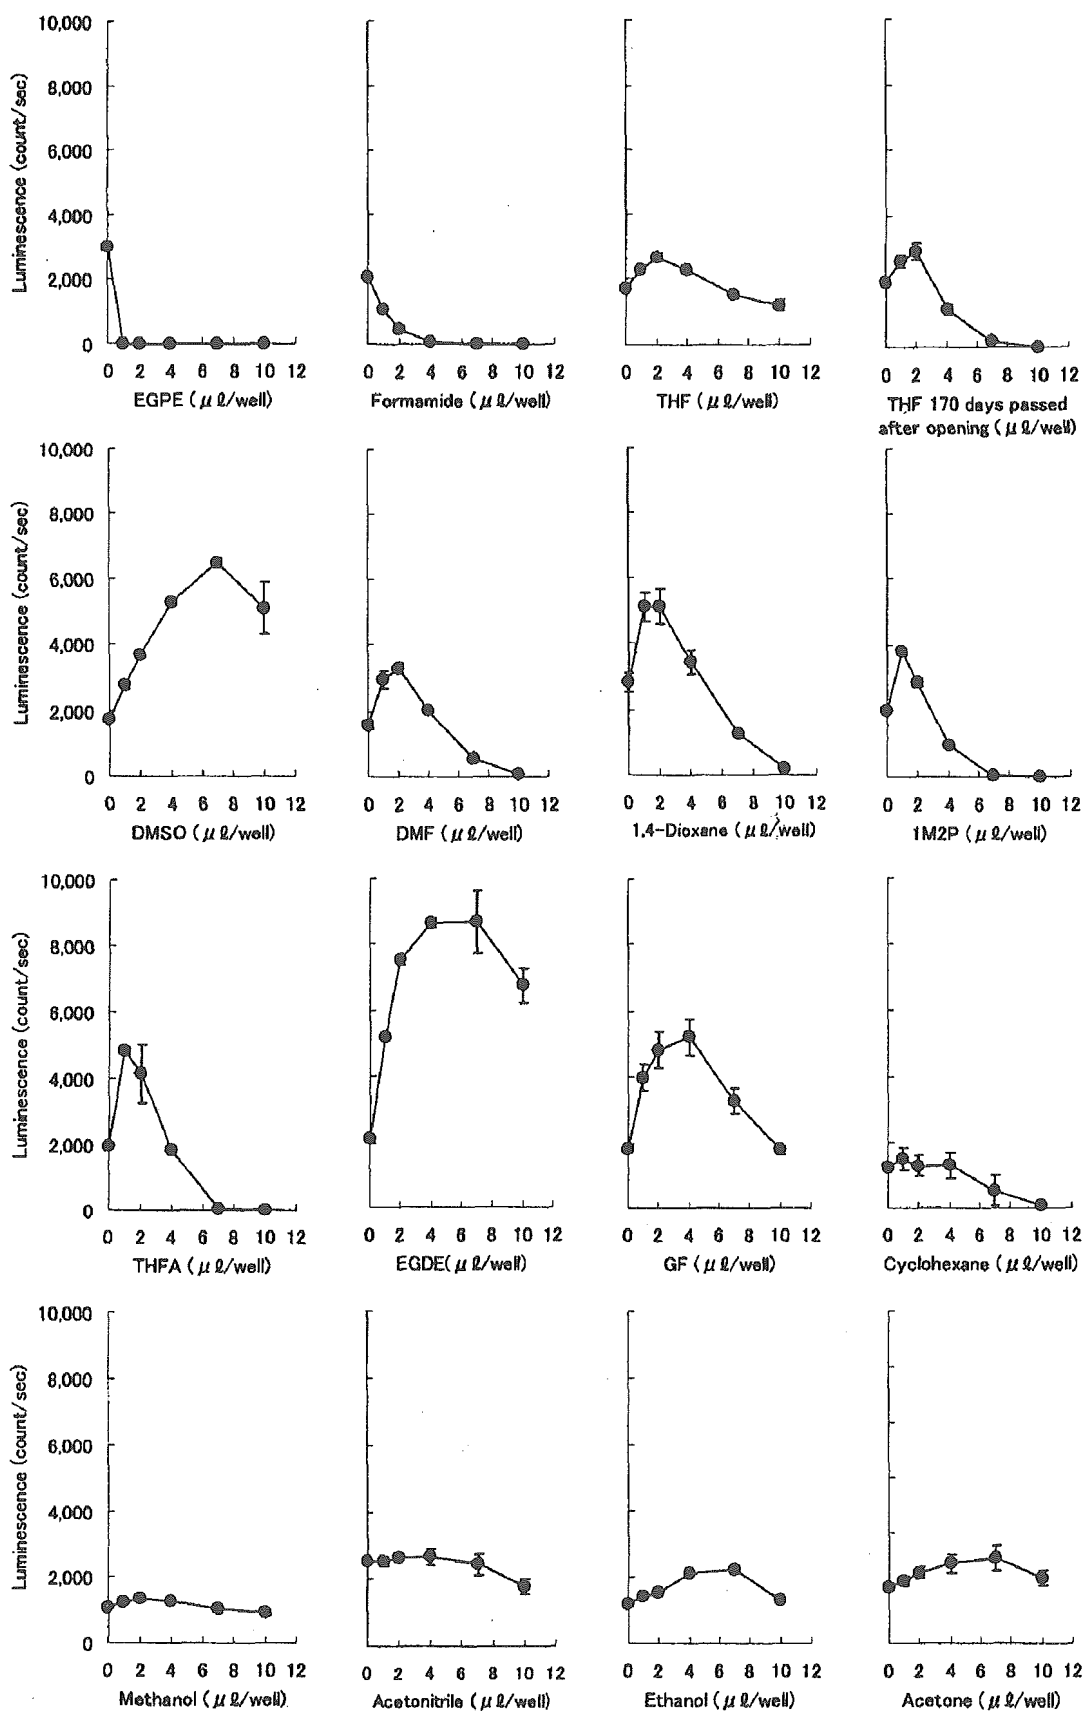 10,000
8,000
6,000
4,000
2,000
0
Luminescence (count/sec)
0 2 4 6 8 10 12
EGPE (μℓ/well)
0 2 4 6 8 10 12
Formamide (μℓ/well)
0 2 4 6 8 10 12
THF (μℓ/well)
0 2 4 6 8 10 12
THF 170 days passed
after opening (μℓ/well)
10,000
8,000
6,000
4,000
2,000
0
Luminescence (count/sec)
0 2 4 6 8 10 12
DMSO (μℓ/well)
0 2 4 6 8 10 12
DMF (μℓ/well)
0 2 4 6 8 10 12
1,4-Dioxane (μℓ/well)
0 2 4 6 8 10 12
1M2P (μℓ/well)
10,000
8,000
6,000
4,000
2,000
0
Luminescence (count/sec)
0 2 4 6 8 10 12
THFA (μℓ/well)
0 2 4 6 8 10 12
EGDE(μℓ/well)
0 2 4 6 8 10 12
GF (μℓ/well)
0 2 4 6 8 10 12
Cyclohexane (μℓ/well)
10,000
8,000
6,000
4,000
2,000
0
Luminescence (count/sec)
0 2 4 6 8 10 12
Methanol (μℓ/well)
0 2 4 6 8 10 12
Acetonitrile (μℓ/well)
0 2 4 6 8 10 12
Ethanol (μℓ/well)
0 2 4 6 8 10 12
Acetone (μℓ/well)